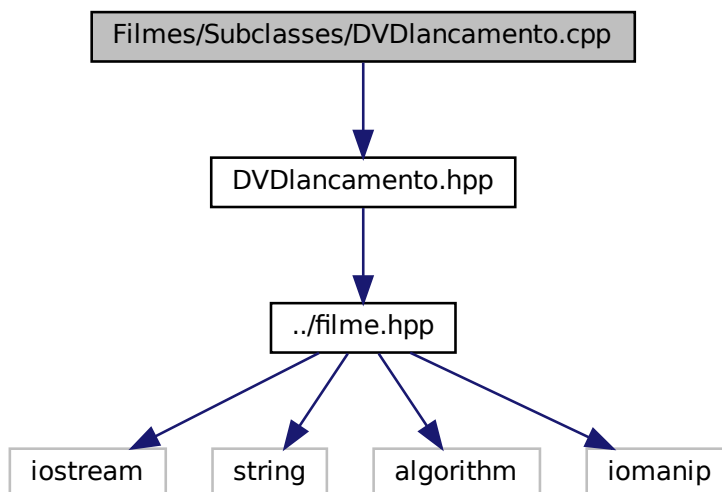 Filmes/Subclasses/DVDlancamento.cpp
DVDlancamento.hpp
../filme.hpp
iostream
string
algorithm
iomanip